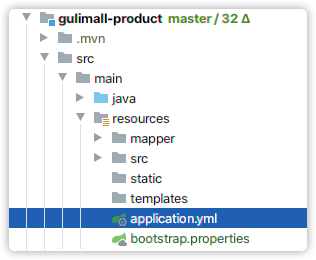 gulimall-product master / 32 Δ
.mvn
src
main
java
resources
mapper
src
static
templates
application.yml
bootstrap.properties